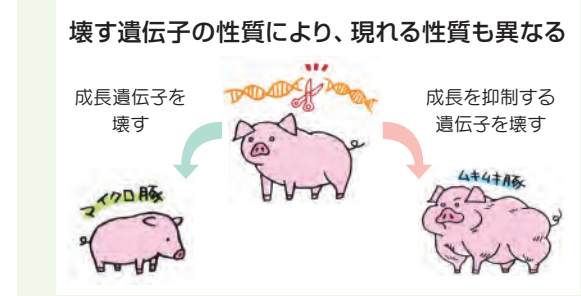 壊す遺伝子の性質により、現れる性質も異なる
成長遺伝子を
壊す
成長を抑制する
遺伝子を壊す
マイクロ豚
ムキムキ豚